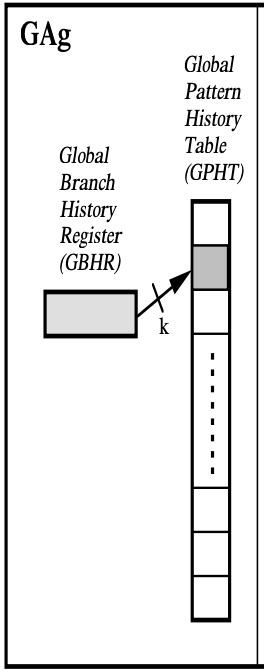 GAg
Global
Pattern
History
Table
(GPHT)
Global
Branch
History
Register
(GBHR)
k